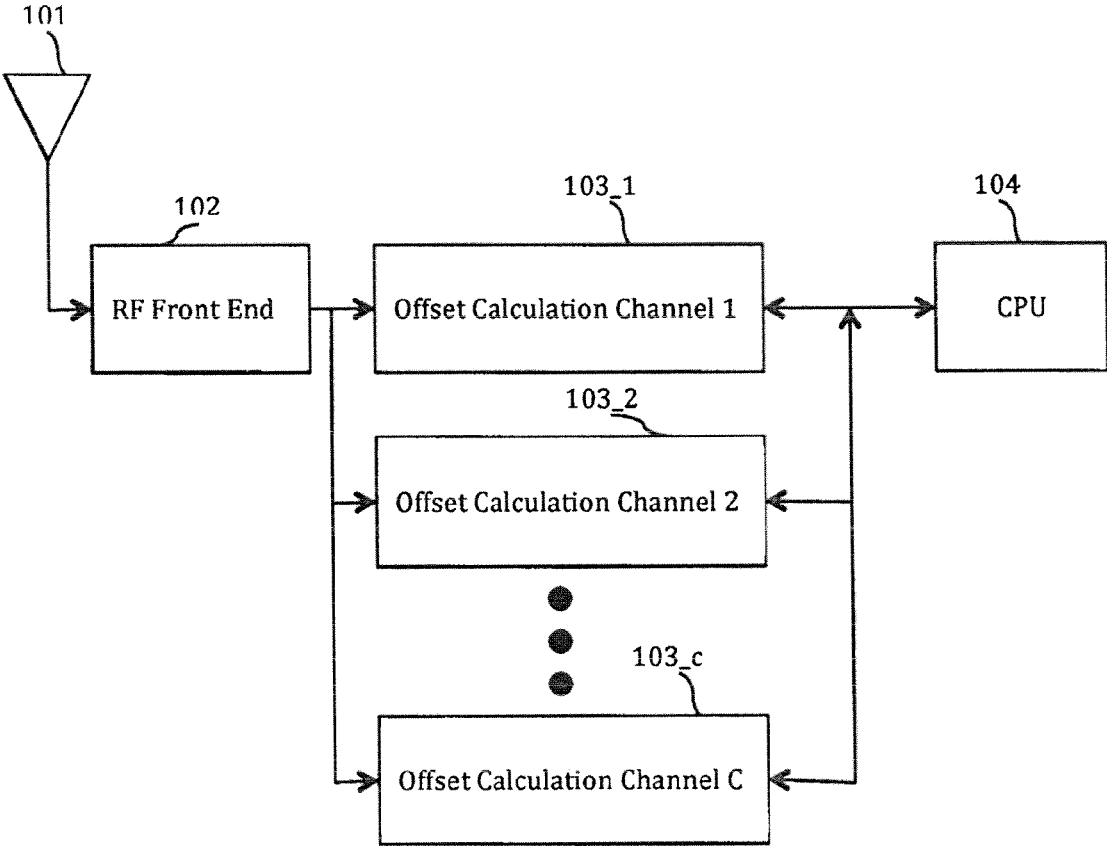 101
103_1
104
102
RF Front End
Offset Calculation Channel 1
CPU
103_2
Offset Calculation Channel 2
103_c
Offset Calculation Channel C